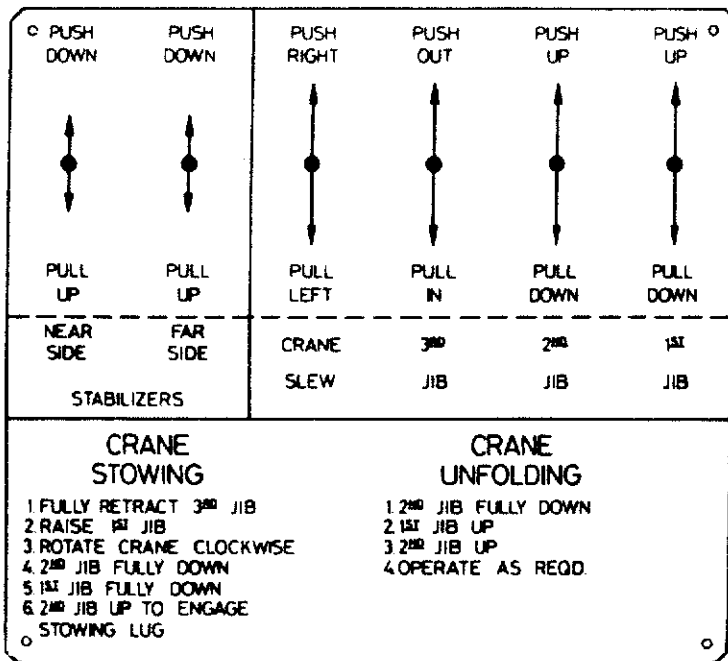 PUSH DOWN
PUSH DOWN
PUSH RIGHT
PUSH OUT
PUSH UP
PUSH UP
PULL UP
PULL UP
PULL LEFT
PULL IN
PULL DOWN
PULL DOWN
NEAR SIDE
FAR SIDE
STABILIZERS
CRANE SLEW
3RD JIB
2ND JIB
1ST JIB
CRANE
STOWING
1. FULLY RETRACT 3RD JIB
2. RAISE 1ST JIB
3. ROTATE CRANE CLOCKWISE
4. 2ND JIB FULLY DOWN
5. 1ST JIB FULLY DOWN
6. 2ND JIB UP TO ENGAGE
STOWING LUG
CRANE
UNFOLDING
1. 2ND JIB FULLY DOWN
2. 1ST JIB UP
3. 2ND JIB UP
4. OPERATE AS REQD.